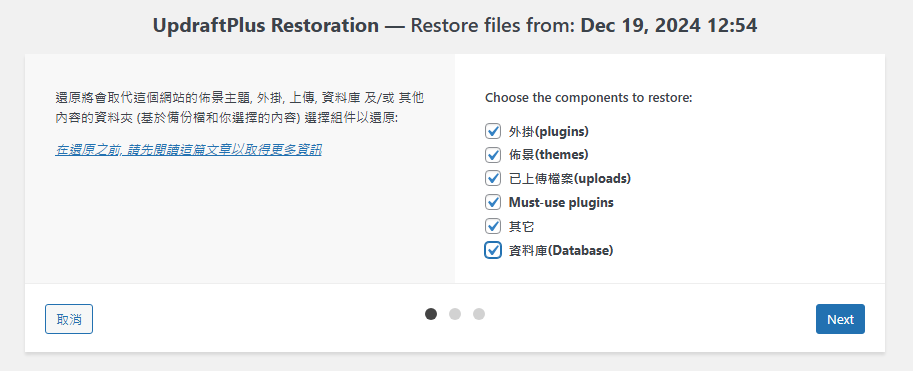 UpdraftPlus Restoration — Restore files from: Dec 19, 2024 12:54
還原將會取代這個網站的佈景主題, 外掛, 上傳, 資料庫 及/或 其他
內容的資料夾 (基於備份檔和你選擇的內容) 選擇組件以還原:
在還原之前, 請先閱讀這篇文章以取得更多資訊
Choose the components to restore:
外掛(plugins)
佈景(themes)
已上傳檔案(uploads)
Must-use plugins
其它
資料庫(Database)
取消
Next